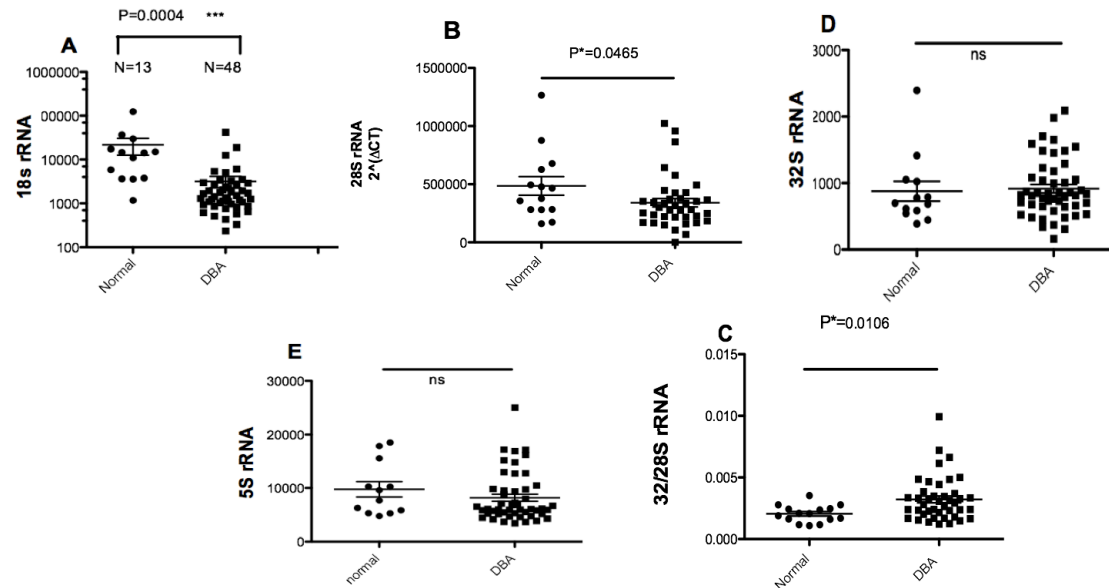 P=0.0004 ***
A
N=13 N=48
18s rRNA
1000000
00000
10000
1000
100
Normal
DBA
B
P*=0.0465
28S rRNA
2^(ΔCT)
1500000
1000000
500000
0
Normal
DBA
D
ns
32S rRNA
3000
2000
1000
0
Normal
DBA
E
ns
5S rRNA
30000
20000
10000
0
normal
DBA
C
P*=0.0106
32/28S rRNA
0.015
0.010
0.005
0.000
Normal
DBA